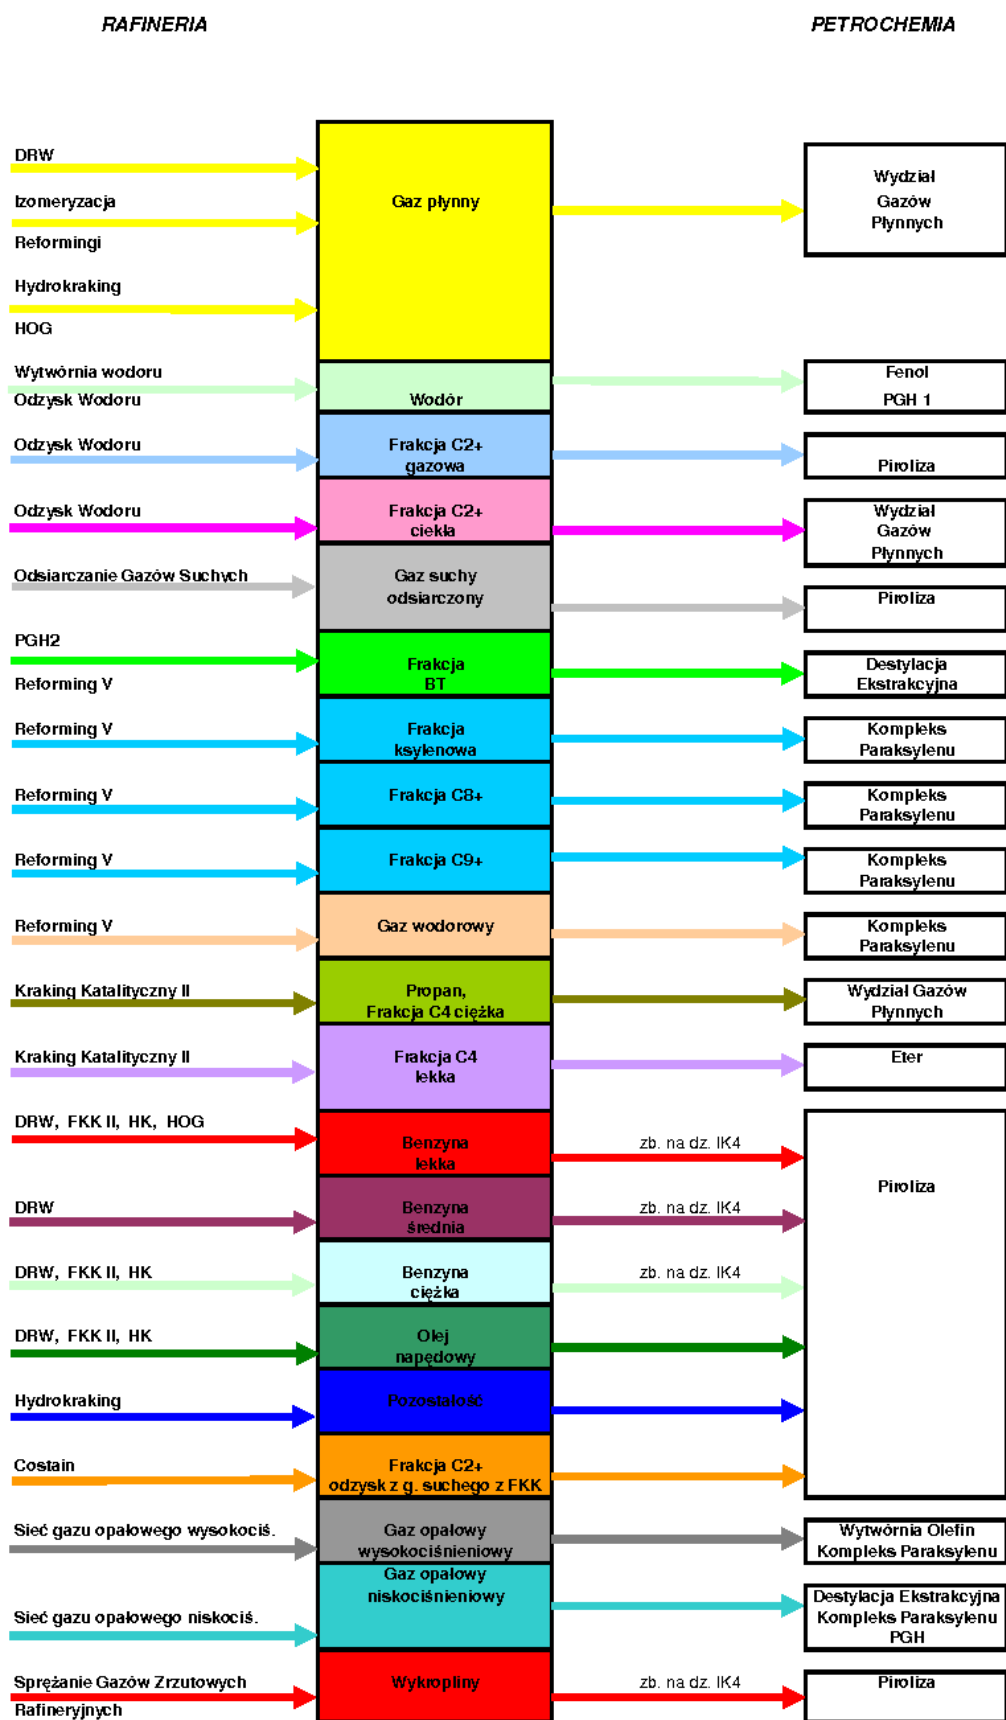 RAFINERIA
PETROCHEMIA
DRW
Izomeryzacja
Reformingi
Hydrokraking
HOG
Gaz płynny
Wydział
Gazów
Płynnych
Wytwórnia wodoru
Odzysk Wodoru
Wodór
Fenol
PGH 1
Odzysk Wodoru
Frakcja C2+
gazowa
Piroliza
Odzysk Wodoru
Frakcja C2+
ciekła
Wydział
Gazów
Płynnych
Odsiarczanie Gazów Suchych
Gaz suchy
odsiarczony
Piroliza
PGH2
Reforming V
Frakcja
BT
Destylacja
Ekstrakcyjna
Reforming V
Frakcja
ksylenowa
Kompleks
Paraksylenu
Reforming V
Frakcja C8+
Kompleks
Paraksylenu
Reforming V
Frakcja C9+
Kompleks
Paraksylenu
Reforming V
Gaz wodorowy
Kompleks
Paraksylenu
Kraking Katalityczny II
Propan,
Frakcja C4 ciężka
Wydział Gazów
Płynnych
Kraking Katalityczny II
Frakcja C4
lekka
Eter
DRW, FKK II, HK, HOG
Benzyna
lekka
zb. na dz. IK4
Piroliza
DRW
Benzyna
średnia
zb. na dz. IK4
DRW, FKK II, HK
Benzyna
ciężka
zb. na dz. IK4
DRW, FKK II, HK
Olej
napędowy
Hydrokraking
Pozostałość
Costain
Frakcja C2+
odzysk z g. suchego z FKK
Sieć gazu opałowego wysokociś.
Gaz opałowy
wysokociśnieniowy
Wytwórnia Olefin
Kompleks Paraksylenu
Sieć gazu opałowego niskociś.
Gaz opałowy
niskociśnieniowy
Destylacja Ekstrakcyjna
Kompleks Paraksylenu
PGH
Sprężanie Gazów Zrzutowych
Rafineryjnych
Wykropliny
zb. na dz. IK4
Piroliza